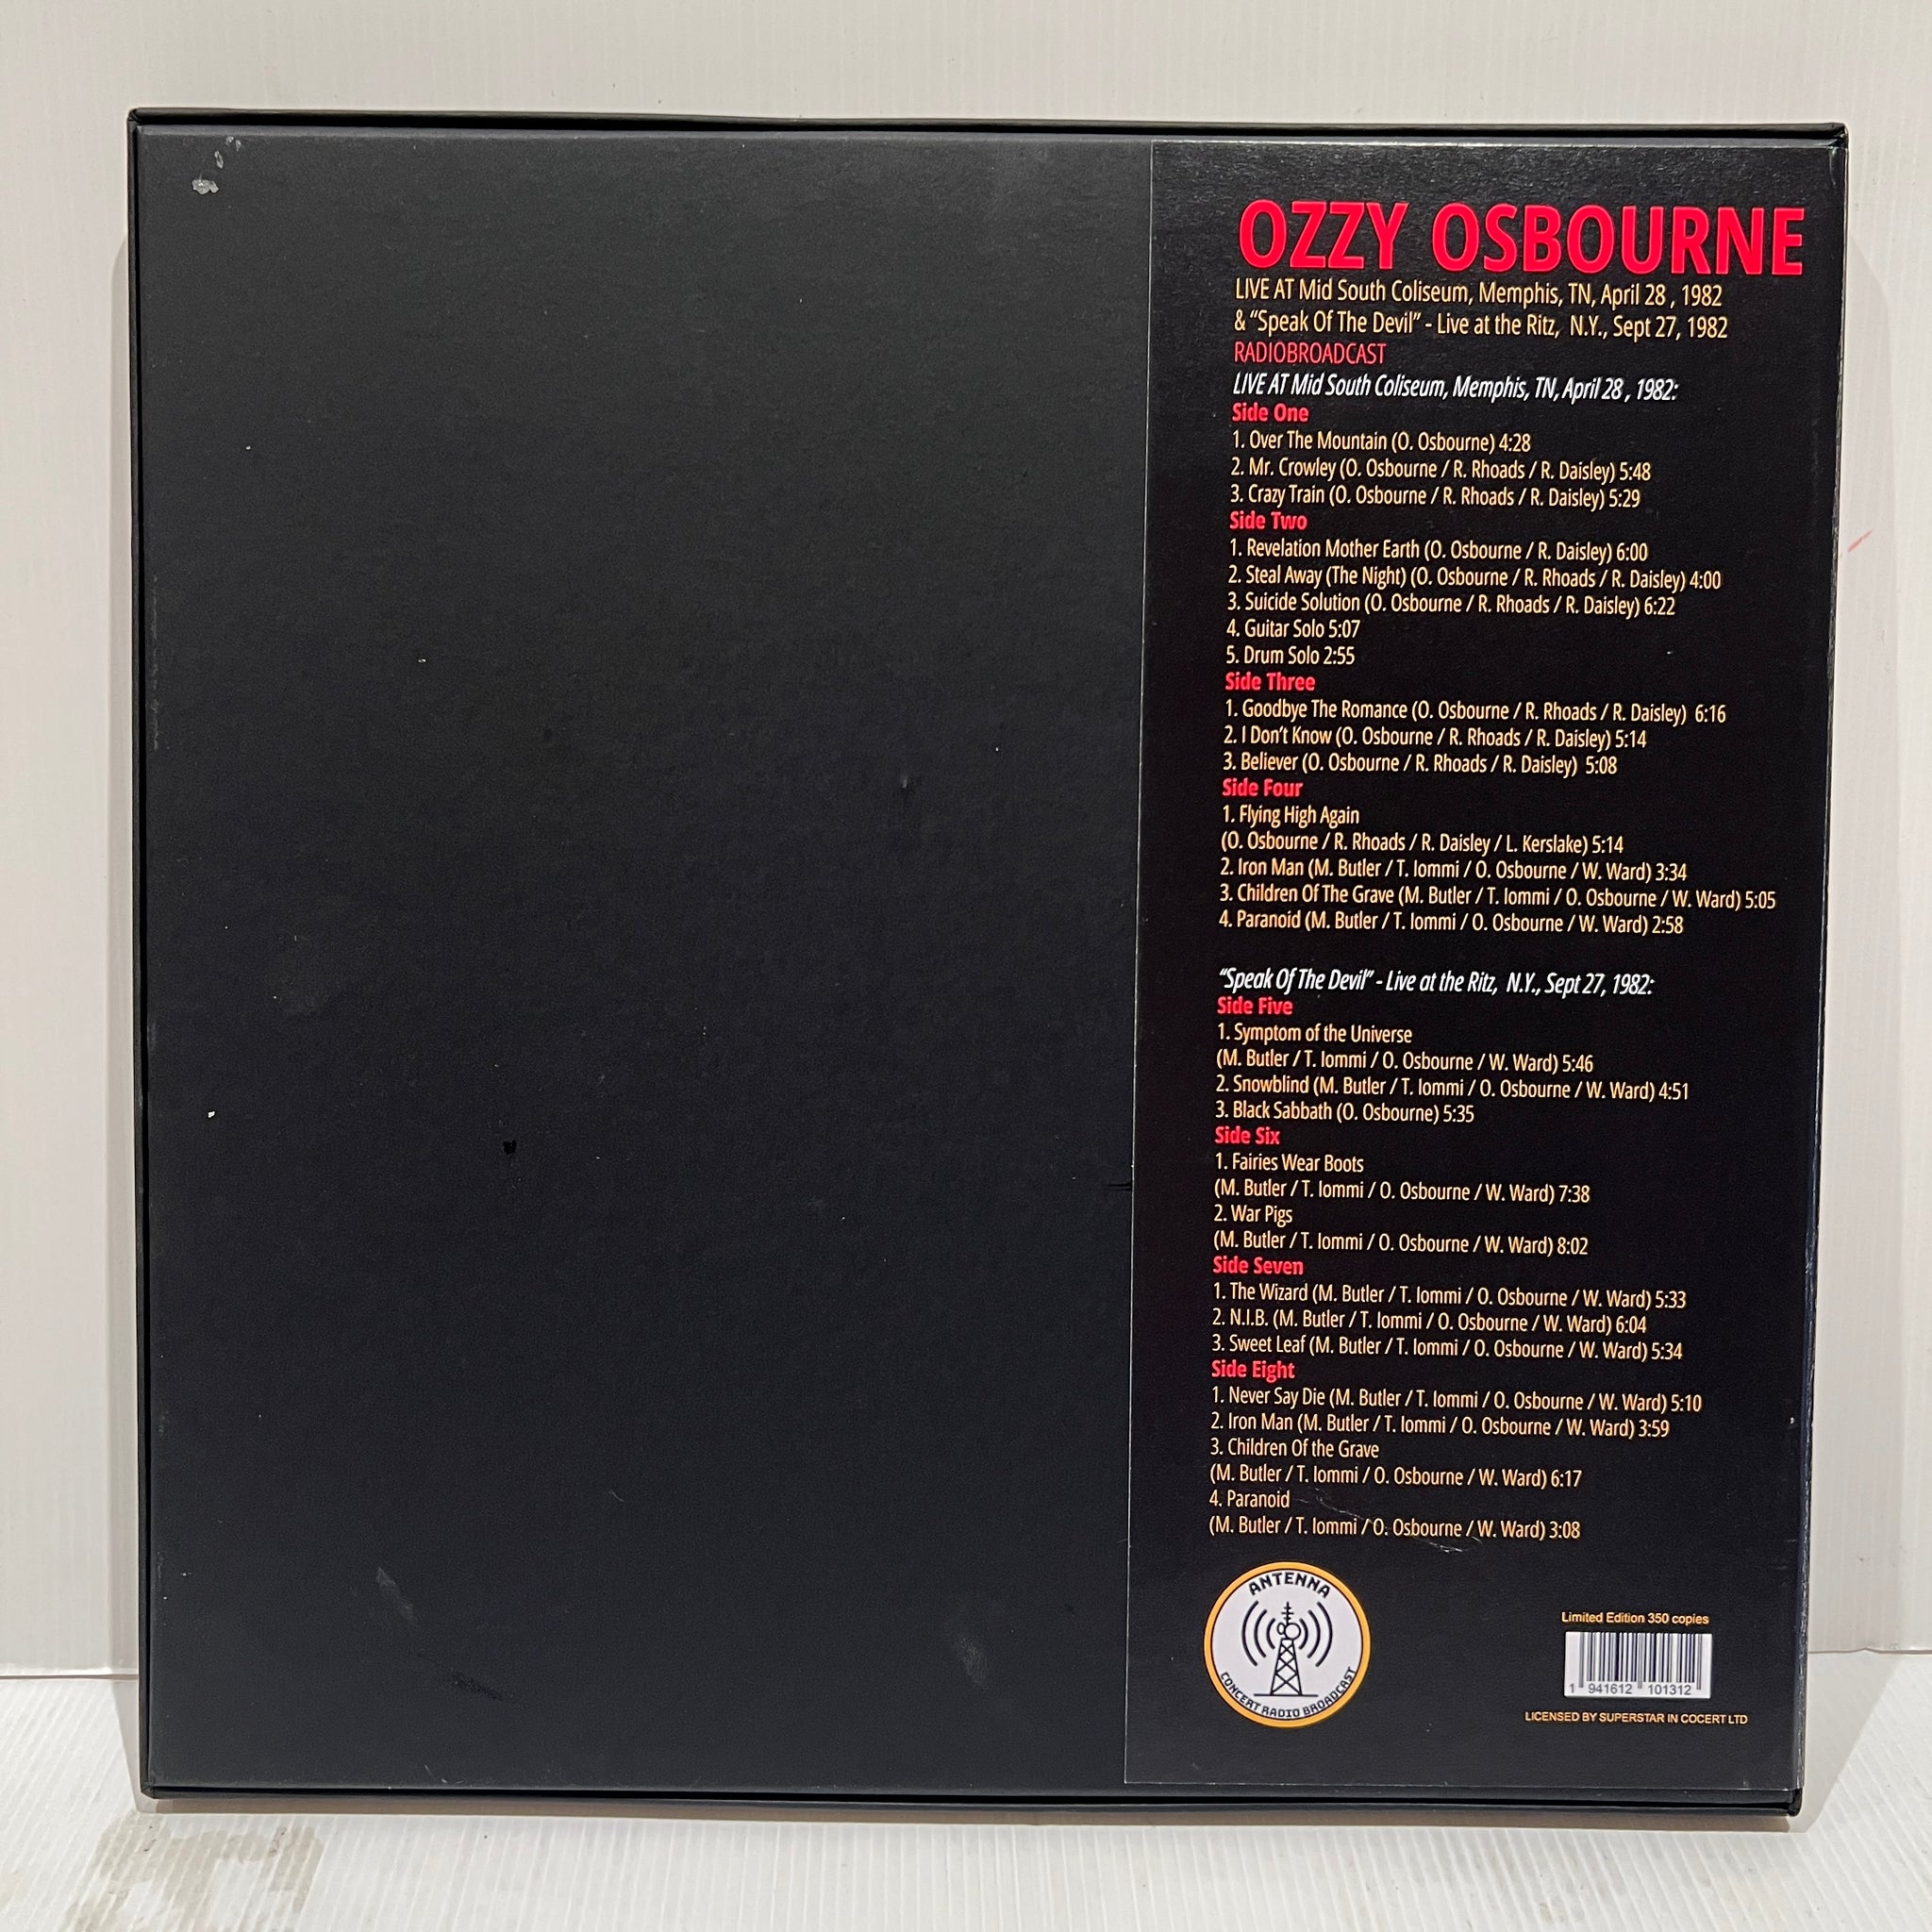 OZZY OSBOURNE
LIVE AT Mid South Coliseum, Memphis, TN, April 28 , 1982
& “Speak Of The Devil” - Live at the Ritz, N.Y., Sept 27, 1982
RADIOBROADCAST
LIVE AT Mid South Coliseum, Memphis, TN, April 28 , 1982:
Side One
1. Over The Mountain (O. Osbourne) 4:28
2. Mr. Crowley (O. Osbourne / R. Rhoads / R. Daisley) 5:48
3. Crazy Train (O. Osbourne / R. Rhoads / R. Daisley) 5:29
Side Two
1. Revelation Mother Earth (O. Osbourne / R. Daisley) 6:00
2. Steal Away (The Night) (O. Osbourne / R. Rhoads / R. Daisley) 4:00
3. Suicide Solution (O. Osbourne / R. Rhoads / R. Daisley) 6:22
4. Guitar Solo 5:07
5. Drum Solo 2:55
Side Three
1. Goodbye The Romance (O. Osbourne / R. Rhoads / R. Daisley) 6:16
2. I Don’t Know (O. Osbourne / R. Rhoads / R. Daisley) 5:14
3. Believer (O. Osbourne / R. Rhoads / R. Daisley) 5:08
Side Four
1. Flying High Again
(O. Osbourne / R. Rhoads / R. Daisley / L. Kerslake) 5:14
2. Iron Man (M. Butler / T. Iommi / O. Osbourne / W. Ward) 3:34
3. Children Of The Grave (M. Butler / T. Iommi / O. Osbourne / W. Ward) 5:05
4. Paranoid (M. Butler / T. Iommi / O. Osbourne / W. Ward) 2:58
“Speak Of The Devil” - Live at the Ritz, N.Y., Sept 27, 1982:
Side Five
1. Symptom of the Universe
(M. Butler / T. Iommi / O. Osbourne / W. Ward) 5:46
2. Snowblind (M. Butler / T. Iommi / O. Osbourne / W. Ward) 4:51
3. Black Sabbath (O. Osbourne) 5:35
Side Six
1. Fairies Wear Boots
(M. Butler / T. Iommi / O. Osbourne / W. Ward) 7:38
2. War Pigs
(M. Butler / T. Iommi / O. Osbourne / W. Ward) 8:02
Side Seven
1. The Wizard (M. Butler / T. Iommi / O. Osbourne / W. Ward) 5:33
2. N.I.B. (M. Butler / T. Iommi / O. Osbourne / W. Ward) 6:04
3. Sweet Leaf (M. Butler / T. Iommi / O. Osbourne / W. Ward) 5:34
Side Eight
1. Never Say Die (M. Butler / T. Iommi / O. Osbourne / W. Ward) 5:10
2. Iron Man (M. Butler / T. Iommi / O. Osbourne / W. Ward) 3:59
3. Children Of the Grave
(M. Butler / T. Iommi / O. Osbourne / W. Ward) 6:17
4. Paranoid
(M. Butler / T. Iommi / O. Osbourne / W. Ward) 3:08
ANTENNA
CONCERT RADIO BROADCAST
Limited Edition 350 copies
1 941612 101312
LICENSED BY SUPERSTAR IN COCERT LTD